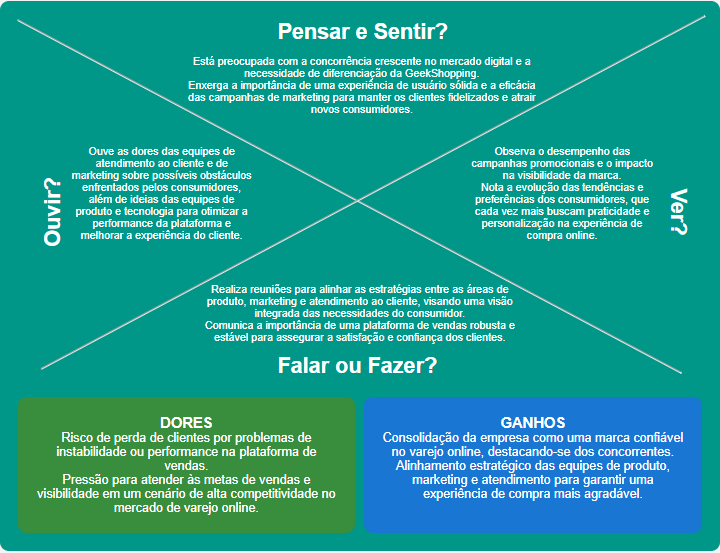 Pensar e Sentir?
Está preocupada com a concorrência crescente no mercado digital e a
necessidade de diferenciação da GeekShopping.
Enxerga a importância de uma experiência de usuário sólida e a eficácia
das campanhas de marketing para manter os clientes fidelizados e atrair
novos consumidores.
Ouvir?
Ouve as dores das equipes de
atendimento ao cliente e de
marketing sobre possíveis obstáculos
enfrentados pelos consumidores,
além de ideias das equipes de
produto e tecnologia para otimizar a
performance da plataforma e
melhorar a experiência do cliente.
Observa o desempenho das
campanhas promocionais e o impacto
na visibilidade da marca.
Nota a evolução das tendências e
preferências dos consumidores, que
cada vez mais buscam praticidade e
personalização na experiência de
compra online.
Ver?
Realiza reuniões para alinhar as estratégias entre as áreas de
produto, marketing e atendimento ao cliente, visando uma visão
integrada das necessidades do consumidor.
Comunica a importância de uma plataforma de vendas robusta e
estável para assegurar a satisfação e confiança dos clientes.
Falar ou Fazer?
DORES
Risco de perda de clientes por problemas de
instabilidade ou performance na plataforma de
vendas.
Pressão para atender às metas de vendas e
visibilidade em um cenário de alta competitividade no
mercado de varejo online.
GANHOS
Consolidação da empresa como uma marca confiável
no varejo online, destacando-se dos concorrentes.
Alinhamento estratégico das equipes de produto,
marketing e atendimento para garantir uma
experiência de compra mais agradável.